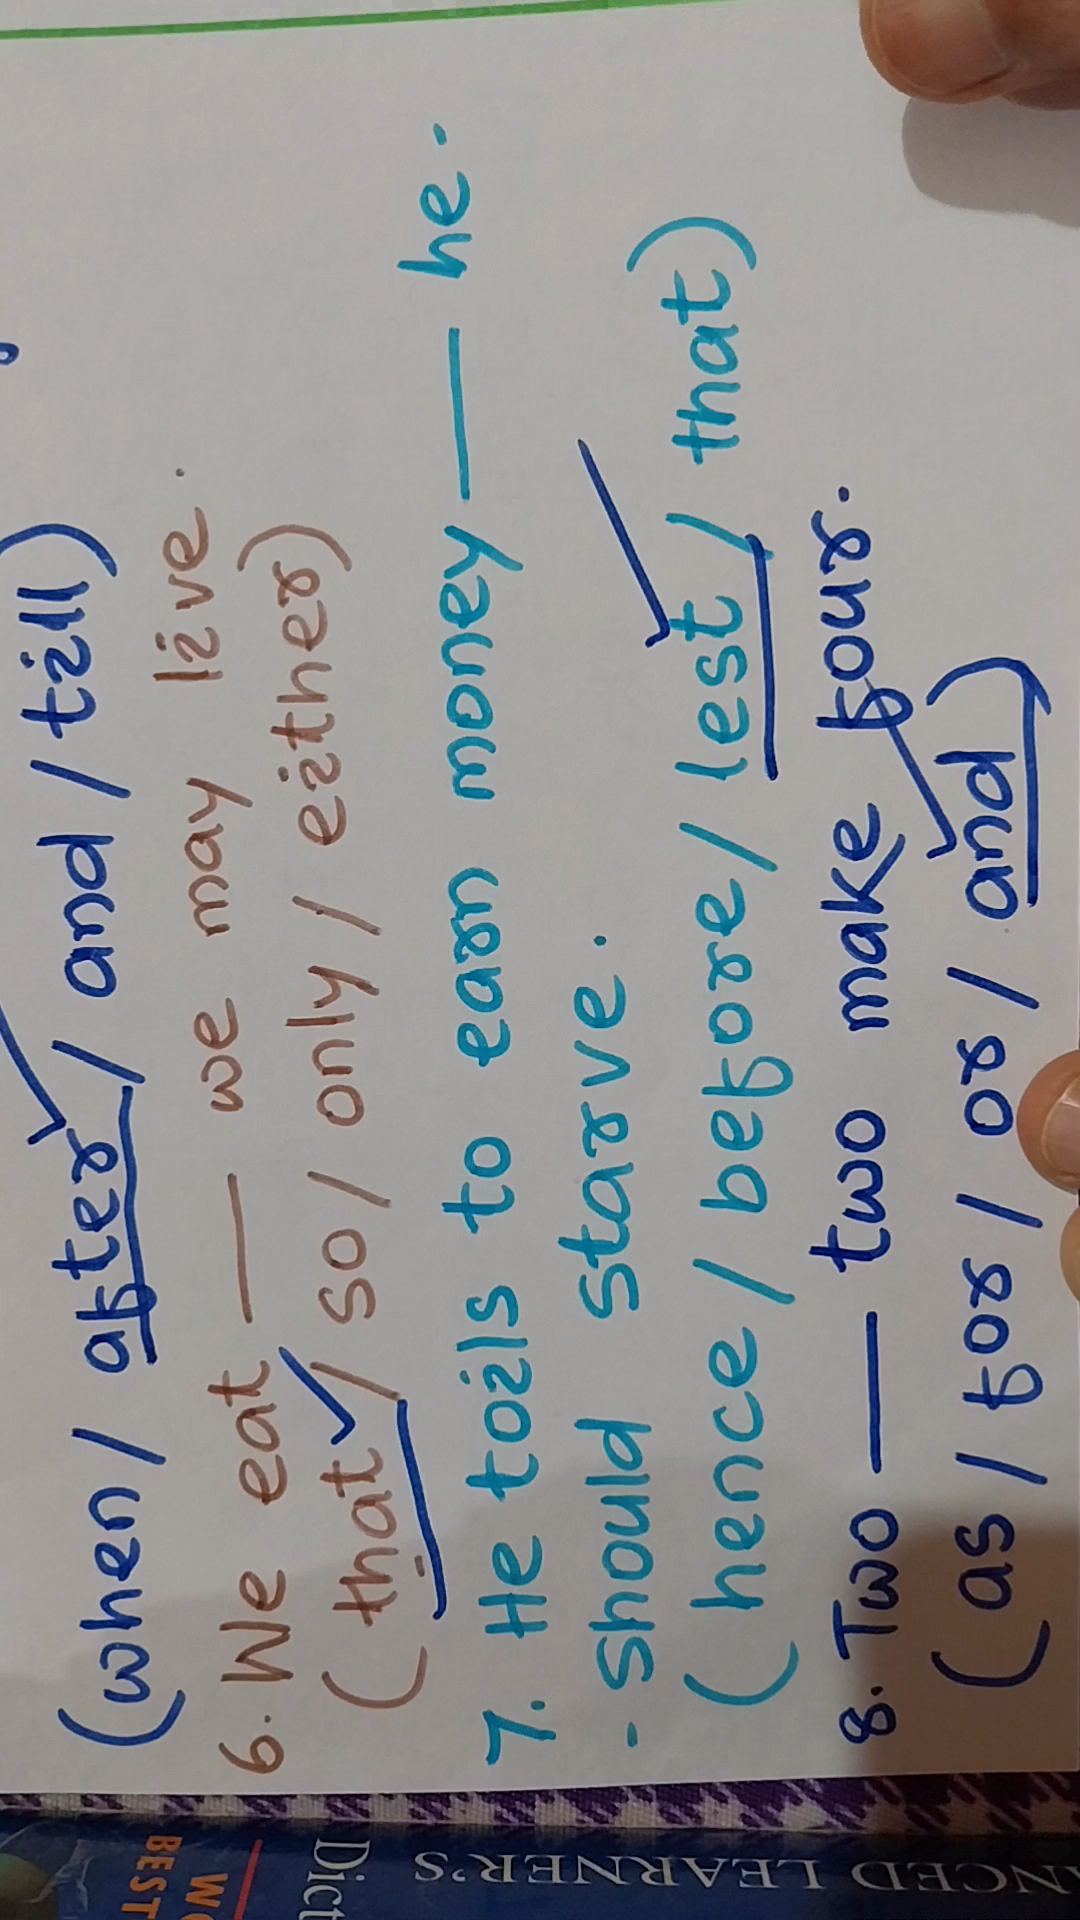 (when / after / and / till)
6. We eat — we may live.
(that / so / only / either)
7. He toils to earn money — he.
- should starve.
(hence / before / lest / that)
8. Two — two make four.
(as / for / or / and)
BEST
Dict
ANCED LEARNER'S